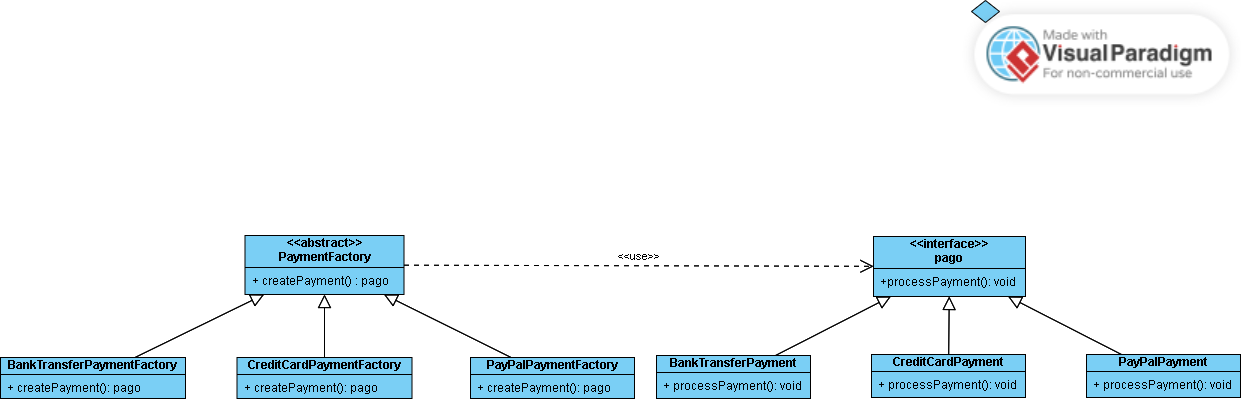 Made with
Visual Paradigm
For non-commercial use
<<abstract>>
PaymentFactory
+ createPayment() : pago
<<use>>
<<interface>>
pago
+processPayment(): void
BankTransferPaymentFactory
+ createPayment(): pago
CreditCardPaymentFactory
+ createPayment(): pago
PayPalPaymentFactory
+ createPayment(): pago
BankTransferPayment
+ processPayment(): void
CreditCardPayment
+ processPayment(): void
PayPalPayment
+ processPayment(): void